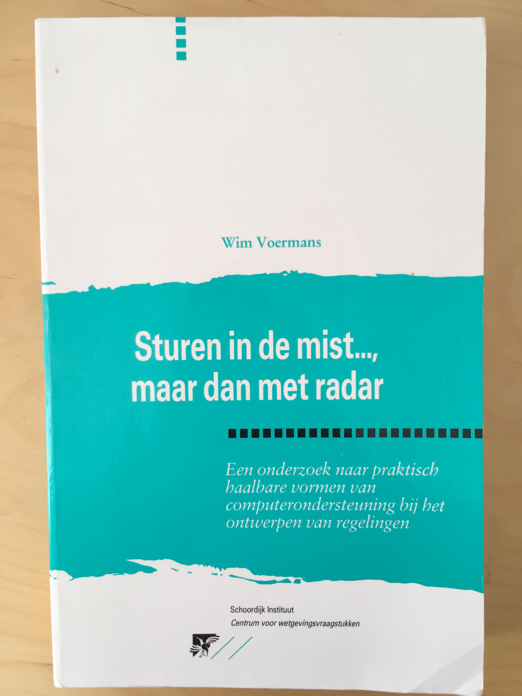 Wim Voermans
Sturen in de mist...,
maar dan met radar
Een onderzoek naar praktisch
haalbare vormen van
computerondersteuning bij het
ontwerpen van regelingen
Schoordijk Instituut
Centrum voor wetgevingsvraagstukken